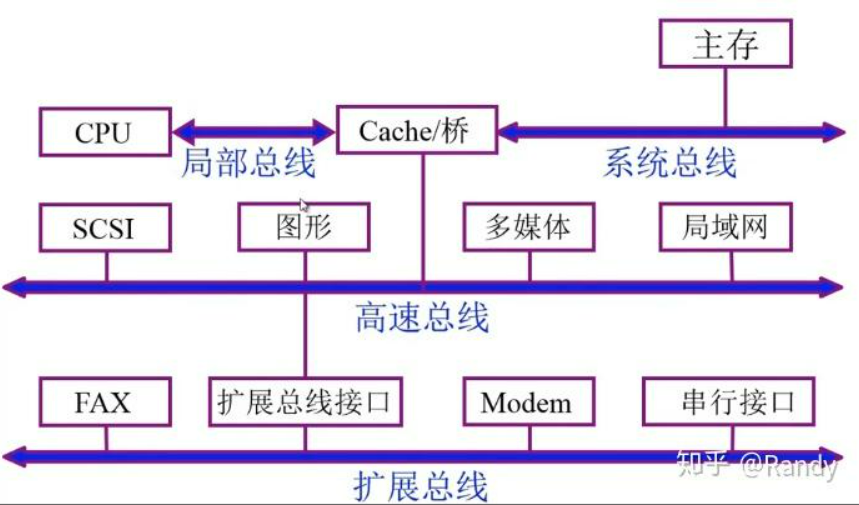 主存
CPU
Cache/桥
局部总线
系统总线
SCSI
图形
多媒体
局域网
高速总线
FAX
扩展总线接口
Modem
串行接口
扩展总线
知乎 @Randy